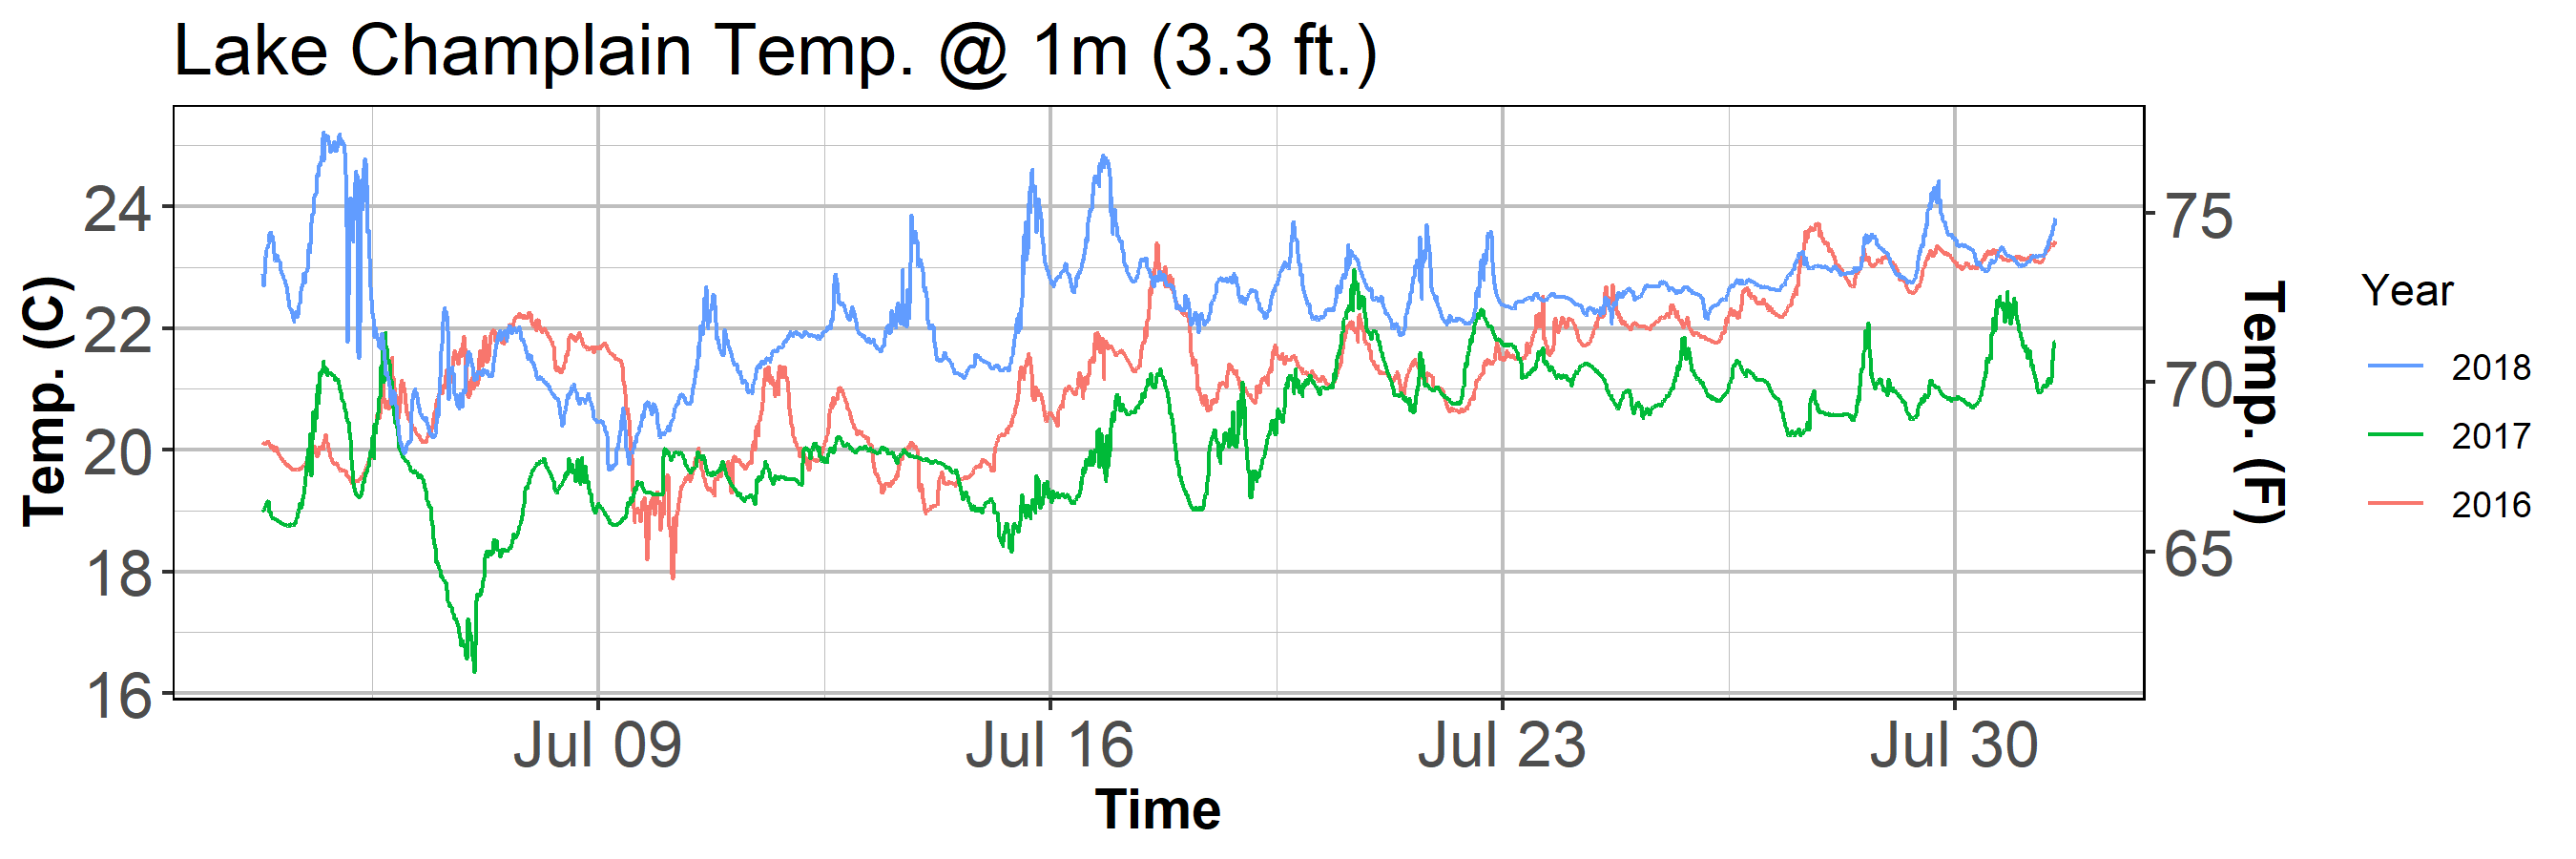 Lake Champlain Temp. @ 1m (3.3 ft.)
Temp. (C)
24
22
20
18
16
75
70
65
Temp. (F)
Jul 09
Jul 16
Jul 23
Jul 30
Time
Year
2018
2017
2016